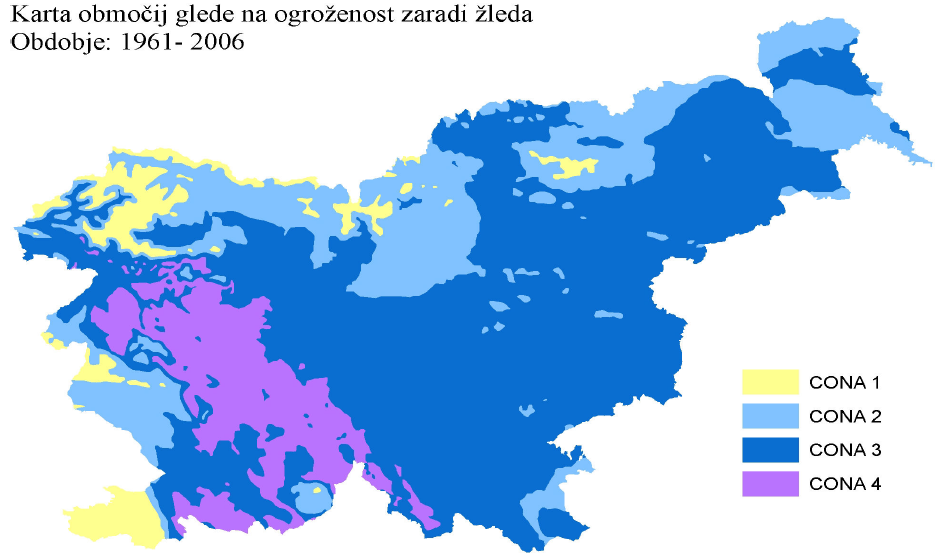 Karta območij glede na ogroženost zaradi žleda
Obdobje: 1961- 2006
CONA 1
CONA 2
CONA 3
CONA 4